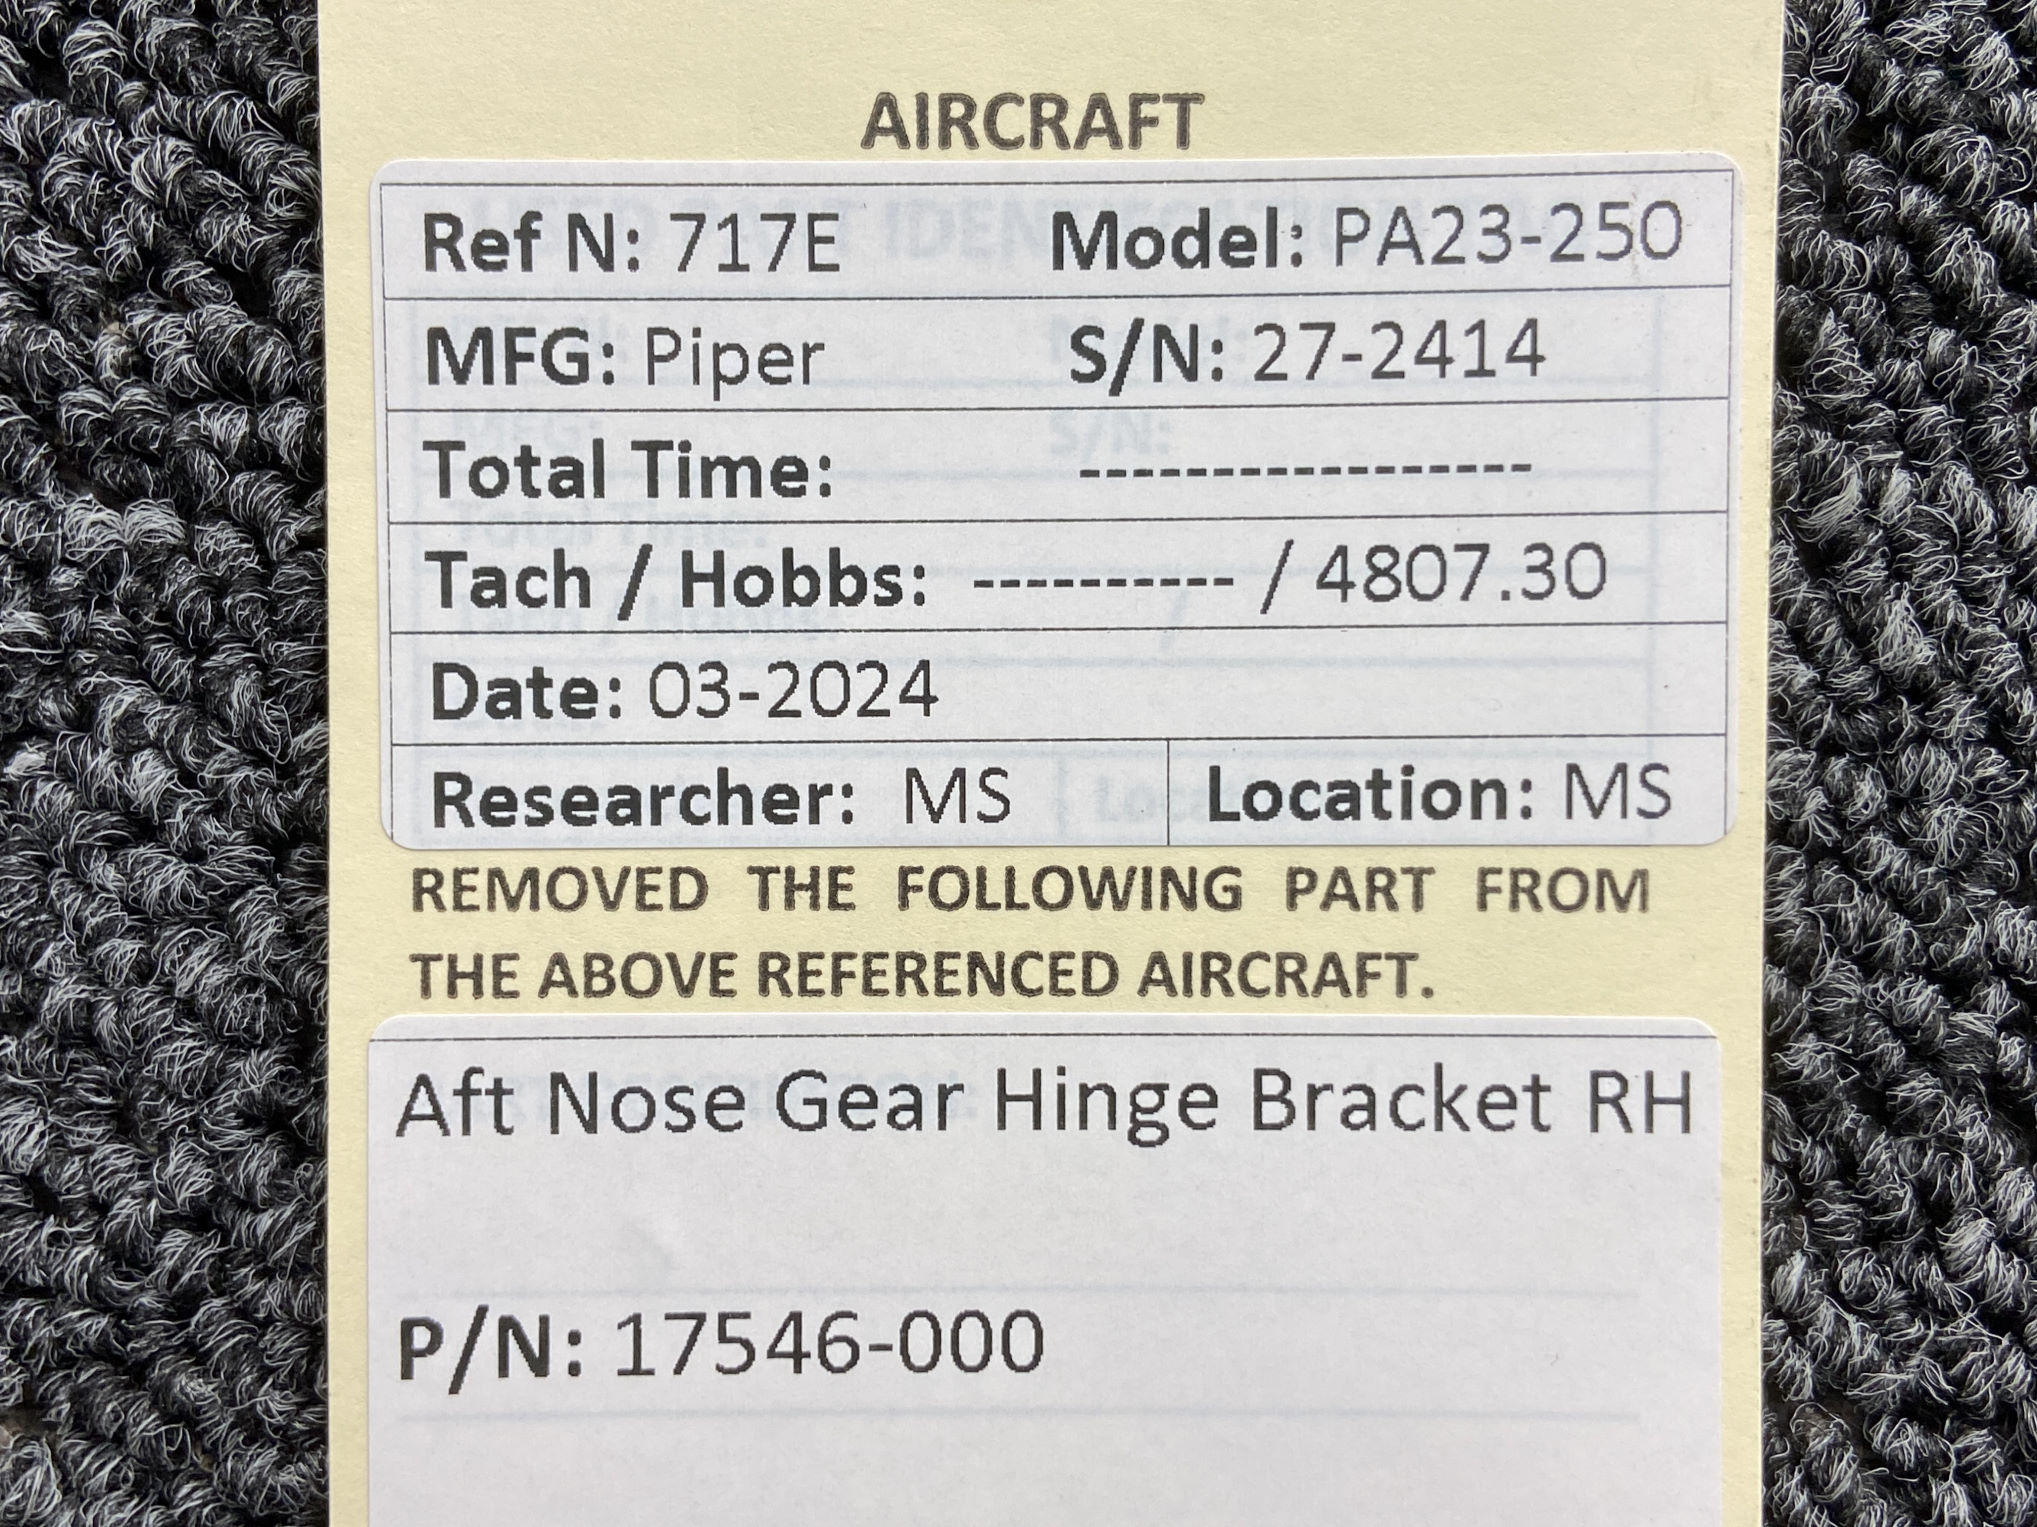 AIRCRAFT
Ref N: 717E Model: PA23-250
MFG: Piper S/N: 27-2414
Total Time: -----------------
Tach / Hobbs: ---------- / 4807.30
Date: 03-2024
Researcher: MS Location: MS
REMOVED THE FOLLOWING PART FROM
THE ABOVE REFERENCED AIRCRAFT.
Aft Nose Gear Hinge Bracket RH
P/N: 17546-000